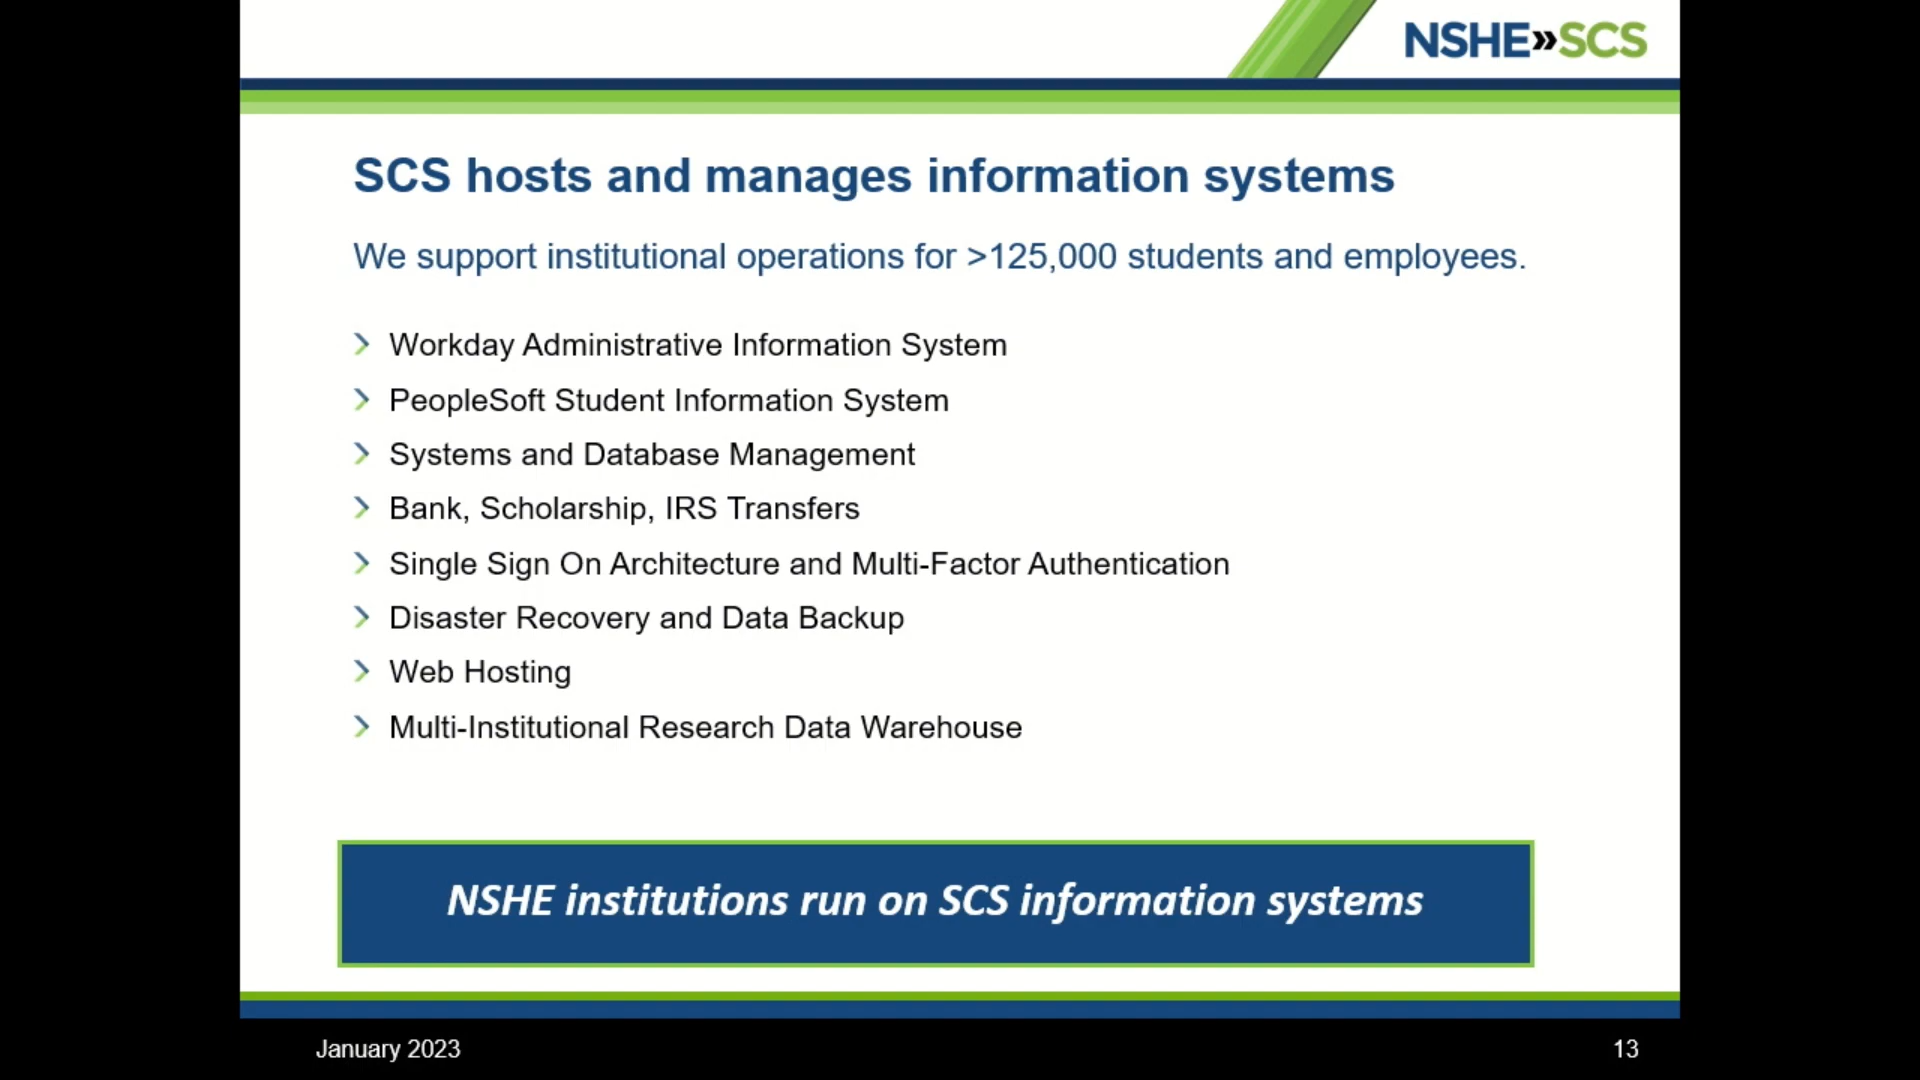 NSHE»SCS
SCS hosts and manages information systems
We support institutional operations for >125,000 students and employees.
Workday Administrative Information System
PeopleSoft Student Information System
Systems and Database Management
Bank, Scholarship, IRS Transfers
Single Sign On Architecture and Multi-Factor Authentication
Disaster Recovery and Data Backup
Web Hosting
Multi-Institutional Research Data Warehouse
NSHE institutions run on SCS information systems
January 2023
13